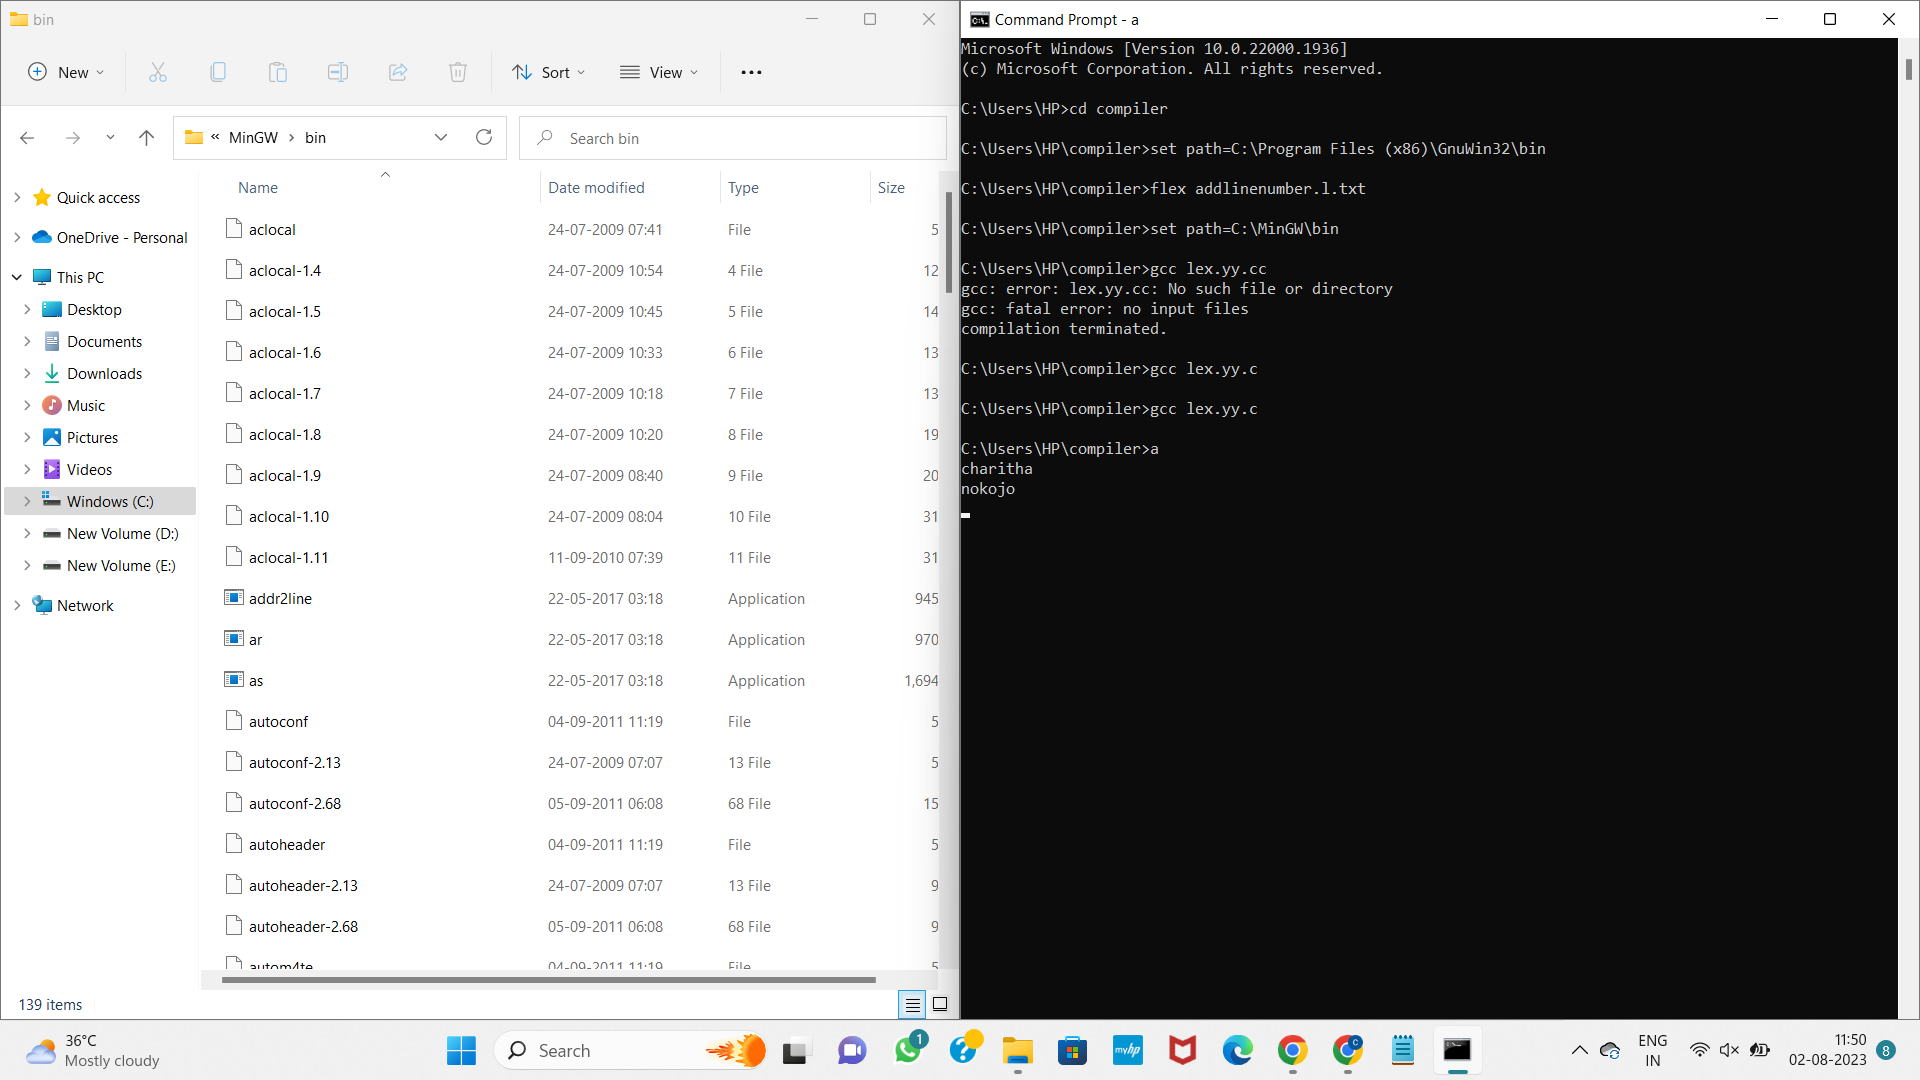 bin
New
Sort
View
« MinGW > bin
Search bin
Quick access
OneDrive - Personal
This PC
Desktop
Documents
Downloads
Music
Pictures
Videos
Windows (C:)
New Volume (D:)
New Volume (E:)
Network
Name Date modified Type Size
aclocal 24-07-2009 07:41 File 5
aclocal-1.4 24-07-2009 10:54 4 File 12
aclocal-1.5 24-07-2009 10:45 5 File 14
aclocal-1.6 24-07-2009 10:33 6 File 13
aclocal-1.7 24-07-2009 10:18 7 File 13
aclocal-1.8 24-07-2009 10:20 8 File 19
aclocal-1.9 24-07-2009 08:40 9 File 20
aclocal-1.10 24-07-2009 08:04 10 File 31
aclocal-1.11 11-09-2010 07:39 11 File 31
addr2line 22-05-2017 03:18 Application 945
ar 22-05-2017 03:18 Application 970
as 22-05-2017 03:18 Application 1,694
autoconf 04-09-2011 11:19 File 5
autoconf-2.13 24-07-2009 07:07 13 File 5
autoconf-2.68 05-09-2011 06:08 68 File 15
autoheader 04-09-2011 11:19 File 5
autoheader-2.13 24-07-2009 07:07 13 File 9
autoheader-2.68 05-09-2011 06:08 68 File 9
autom4te 04-09-2011 11:19 File 5
139 items
Command Prompt - a
Microsoft Windows [Version 10.0.22000.1936]
(c) Microsoft Corporation. All rights reserved.
C:\Users\HP>cd compiler
C:\Users\HP\compiler>set path=C:\Program Files (x86)\GnuWin32\bin
C:\Users\HP\compiler>flex addlinenumber.l.txt
C:\Users\HP\compiler>set path=C:\MinGW\bin
C:\Users\HP\compiler>gcc lex.yy.cc
gcc: error: lex.yy.cc: No such file or directory
gcc: fatal error: no input files
compilation terminated.
C:\Users\HP\compiler>gcc lex.yy.c
C:\Users\HP\compiler>gcc lex.yy.c
C:\Users\HP\compiler>a
charitha
nokojo
36°C
Mostly cloudy
Search
1
myhp
C
ENG
IN
11:50
02-08-2023
8